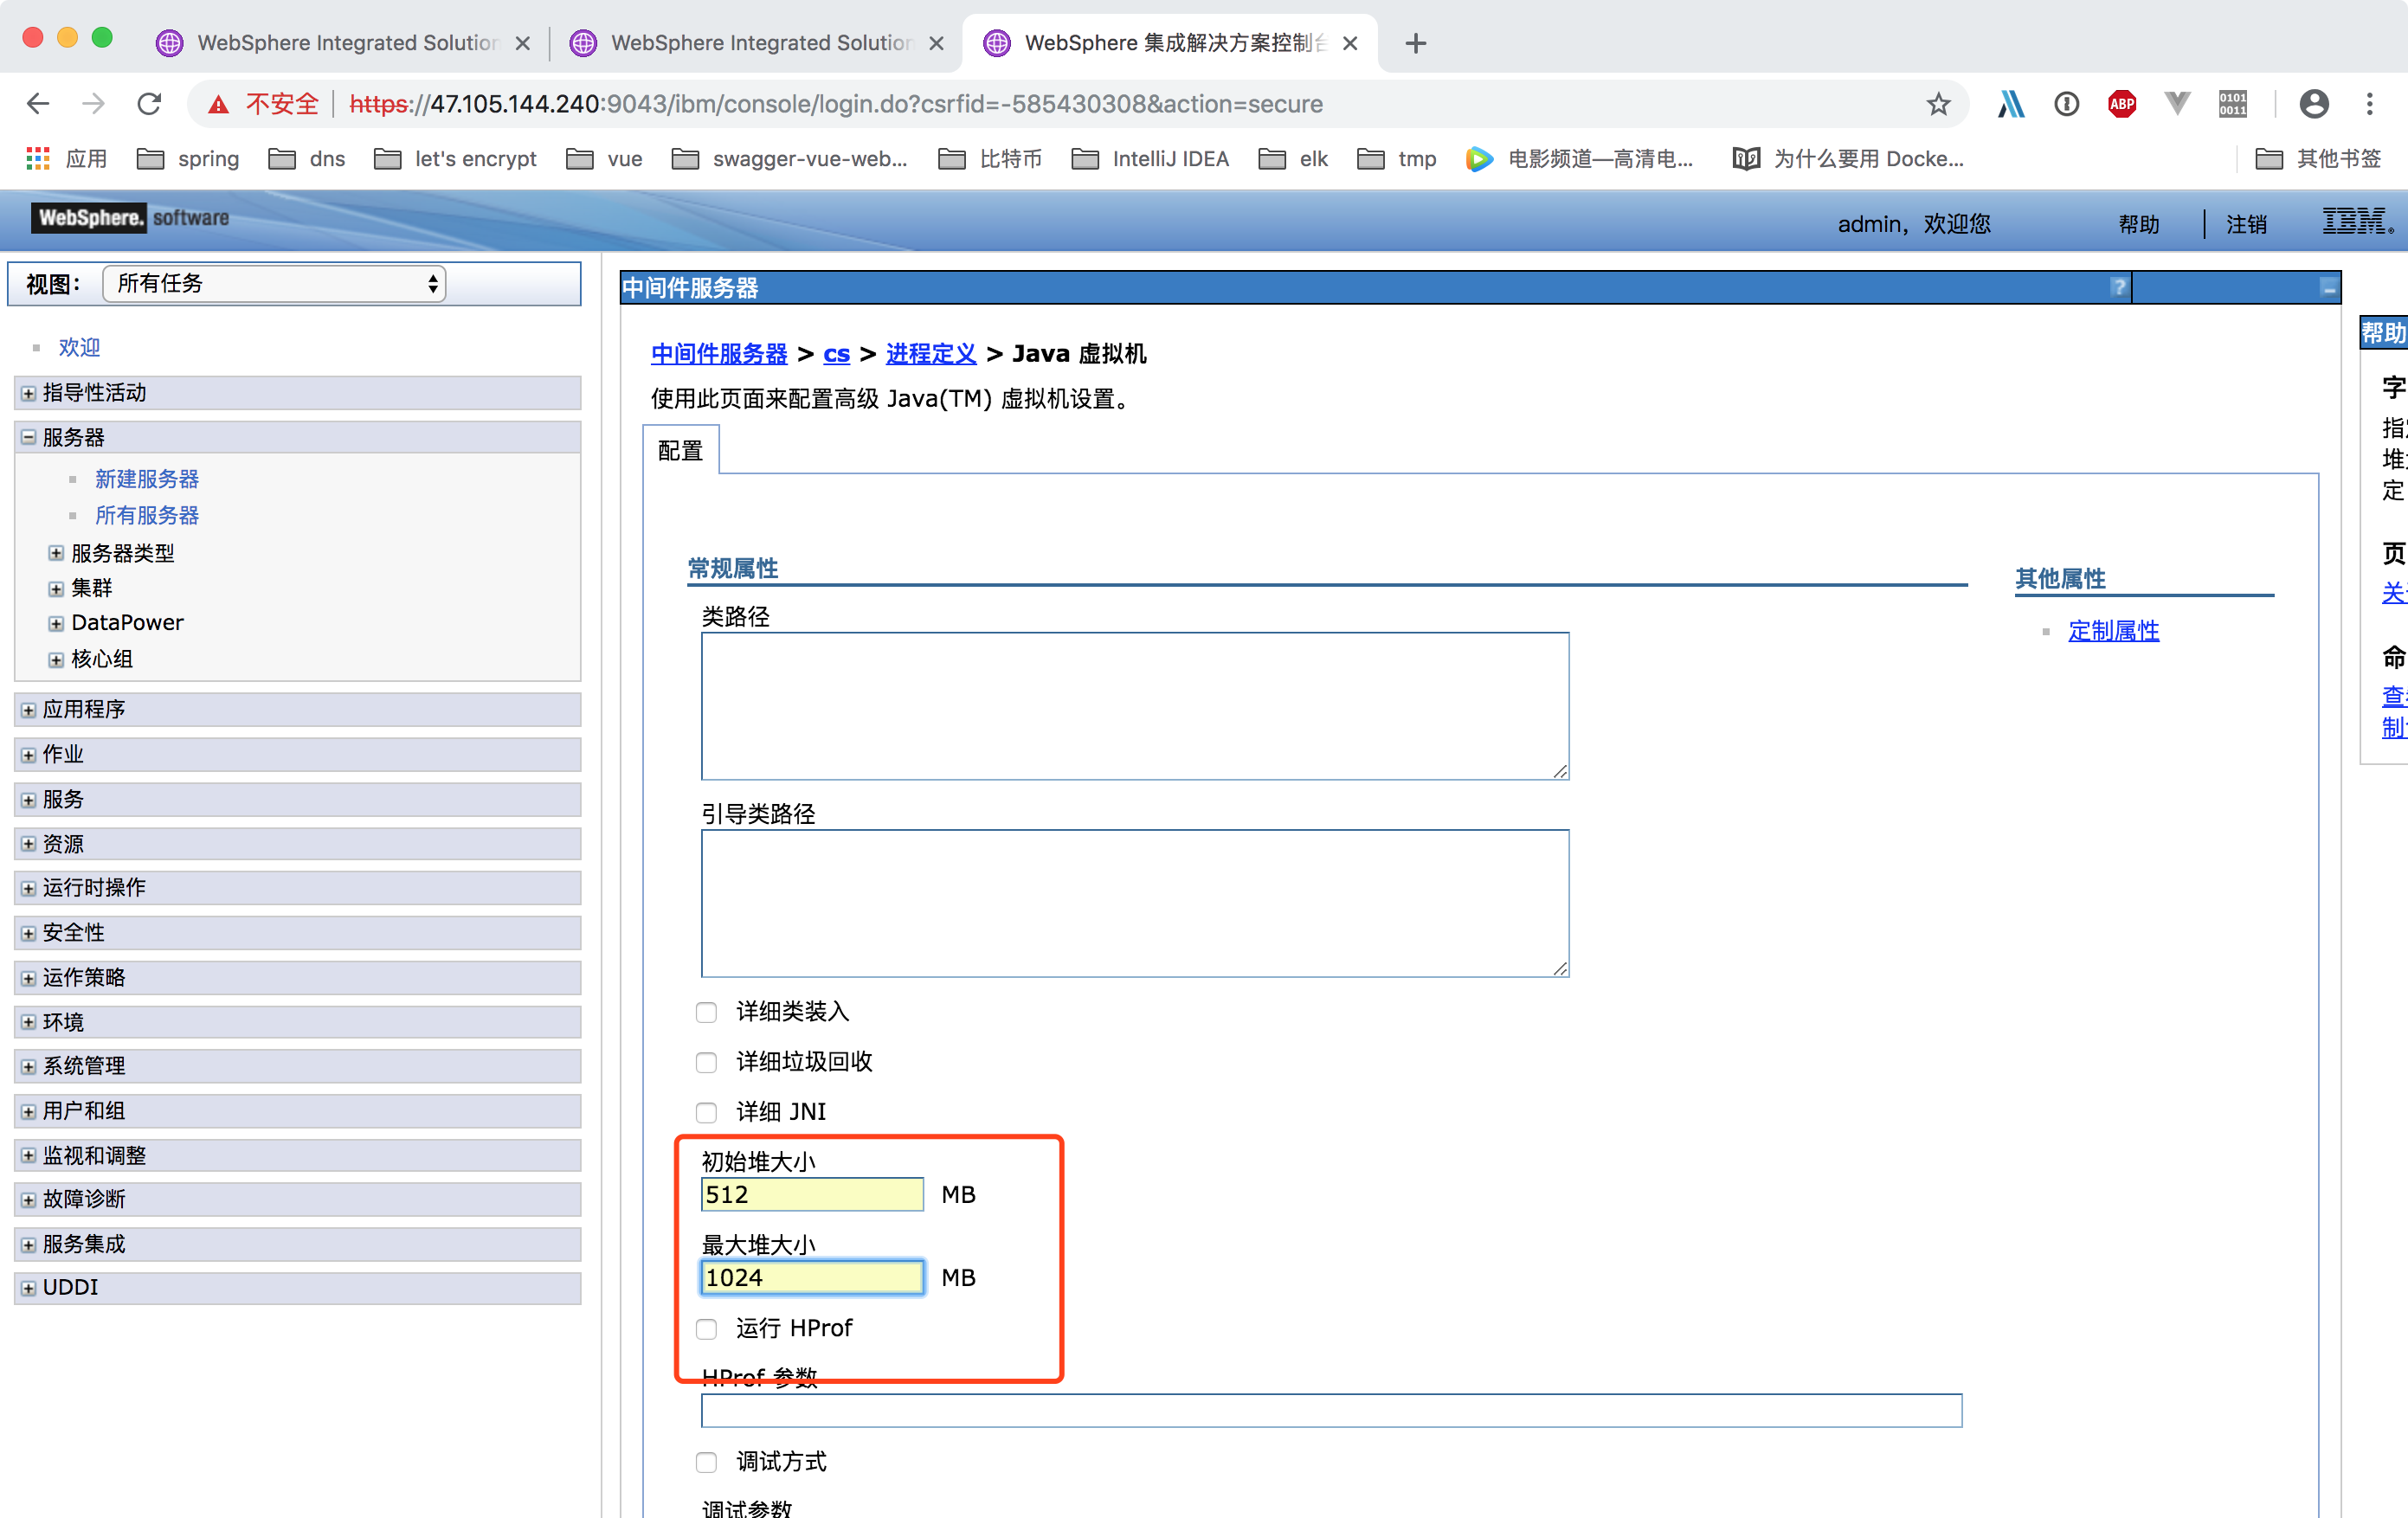 WebSphere Integrated Solution
WebSphere Integrated Solution
WebSphere 集成解决方案控制台
不安全 https://47.105.144.240:9043/ibm/console/login.do?csrfid=-585430308&action=secure
ABP
0101
0011
应用 spring dns let's encrypt vue swagger-vue-web... 比特币 IntelliJ IDEA elk tmp 电影频道—高清电... 为什么要用 Docke... 其他书签
WebSphere. software
admin，欢迎您 帮助 注销 IBM.
视图： 所有任务
欢迎
指导性活动
服务器
新建服务器
所有服务器
服务器类型
集群
DataPower
核心组
应用程序
作业
服务
资源
运行时操作
安全性
运作策略
环境
系统管理
用户和组
监视和调整
故障诊断
服务集成
UDDI
中间件服务器 ?
中间件服务器 > cs > 进程定义 > Java 虚拟机
使用此页面来配置高级 Java(TM) 虚拟机设置。
配置
常规属性
类路径
引导类路径
详细类装入
详细垃圾回收
详细 JNI
初始堆大小
512 MB
最大堆大小
1024 MB
运行 HProf
HProf 参数
调试方式
调试参数
其他属性
定制属性
帮助
字
指
堆
定
页
关
命
查
制